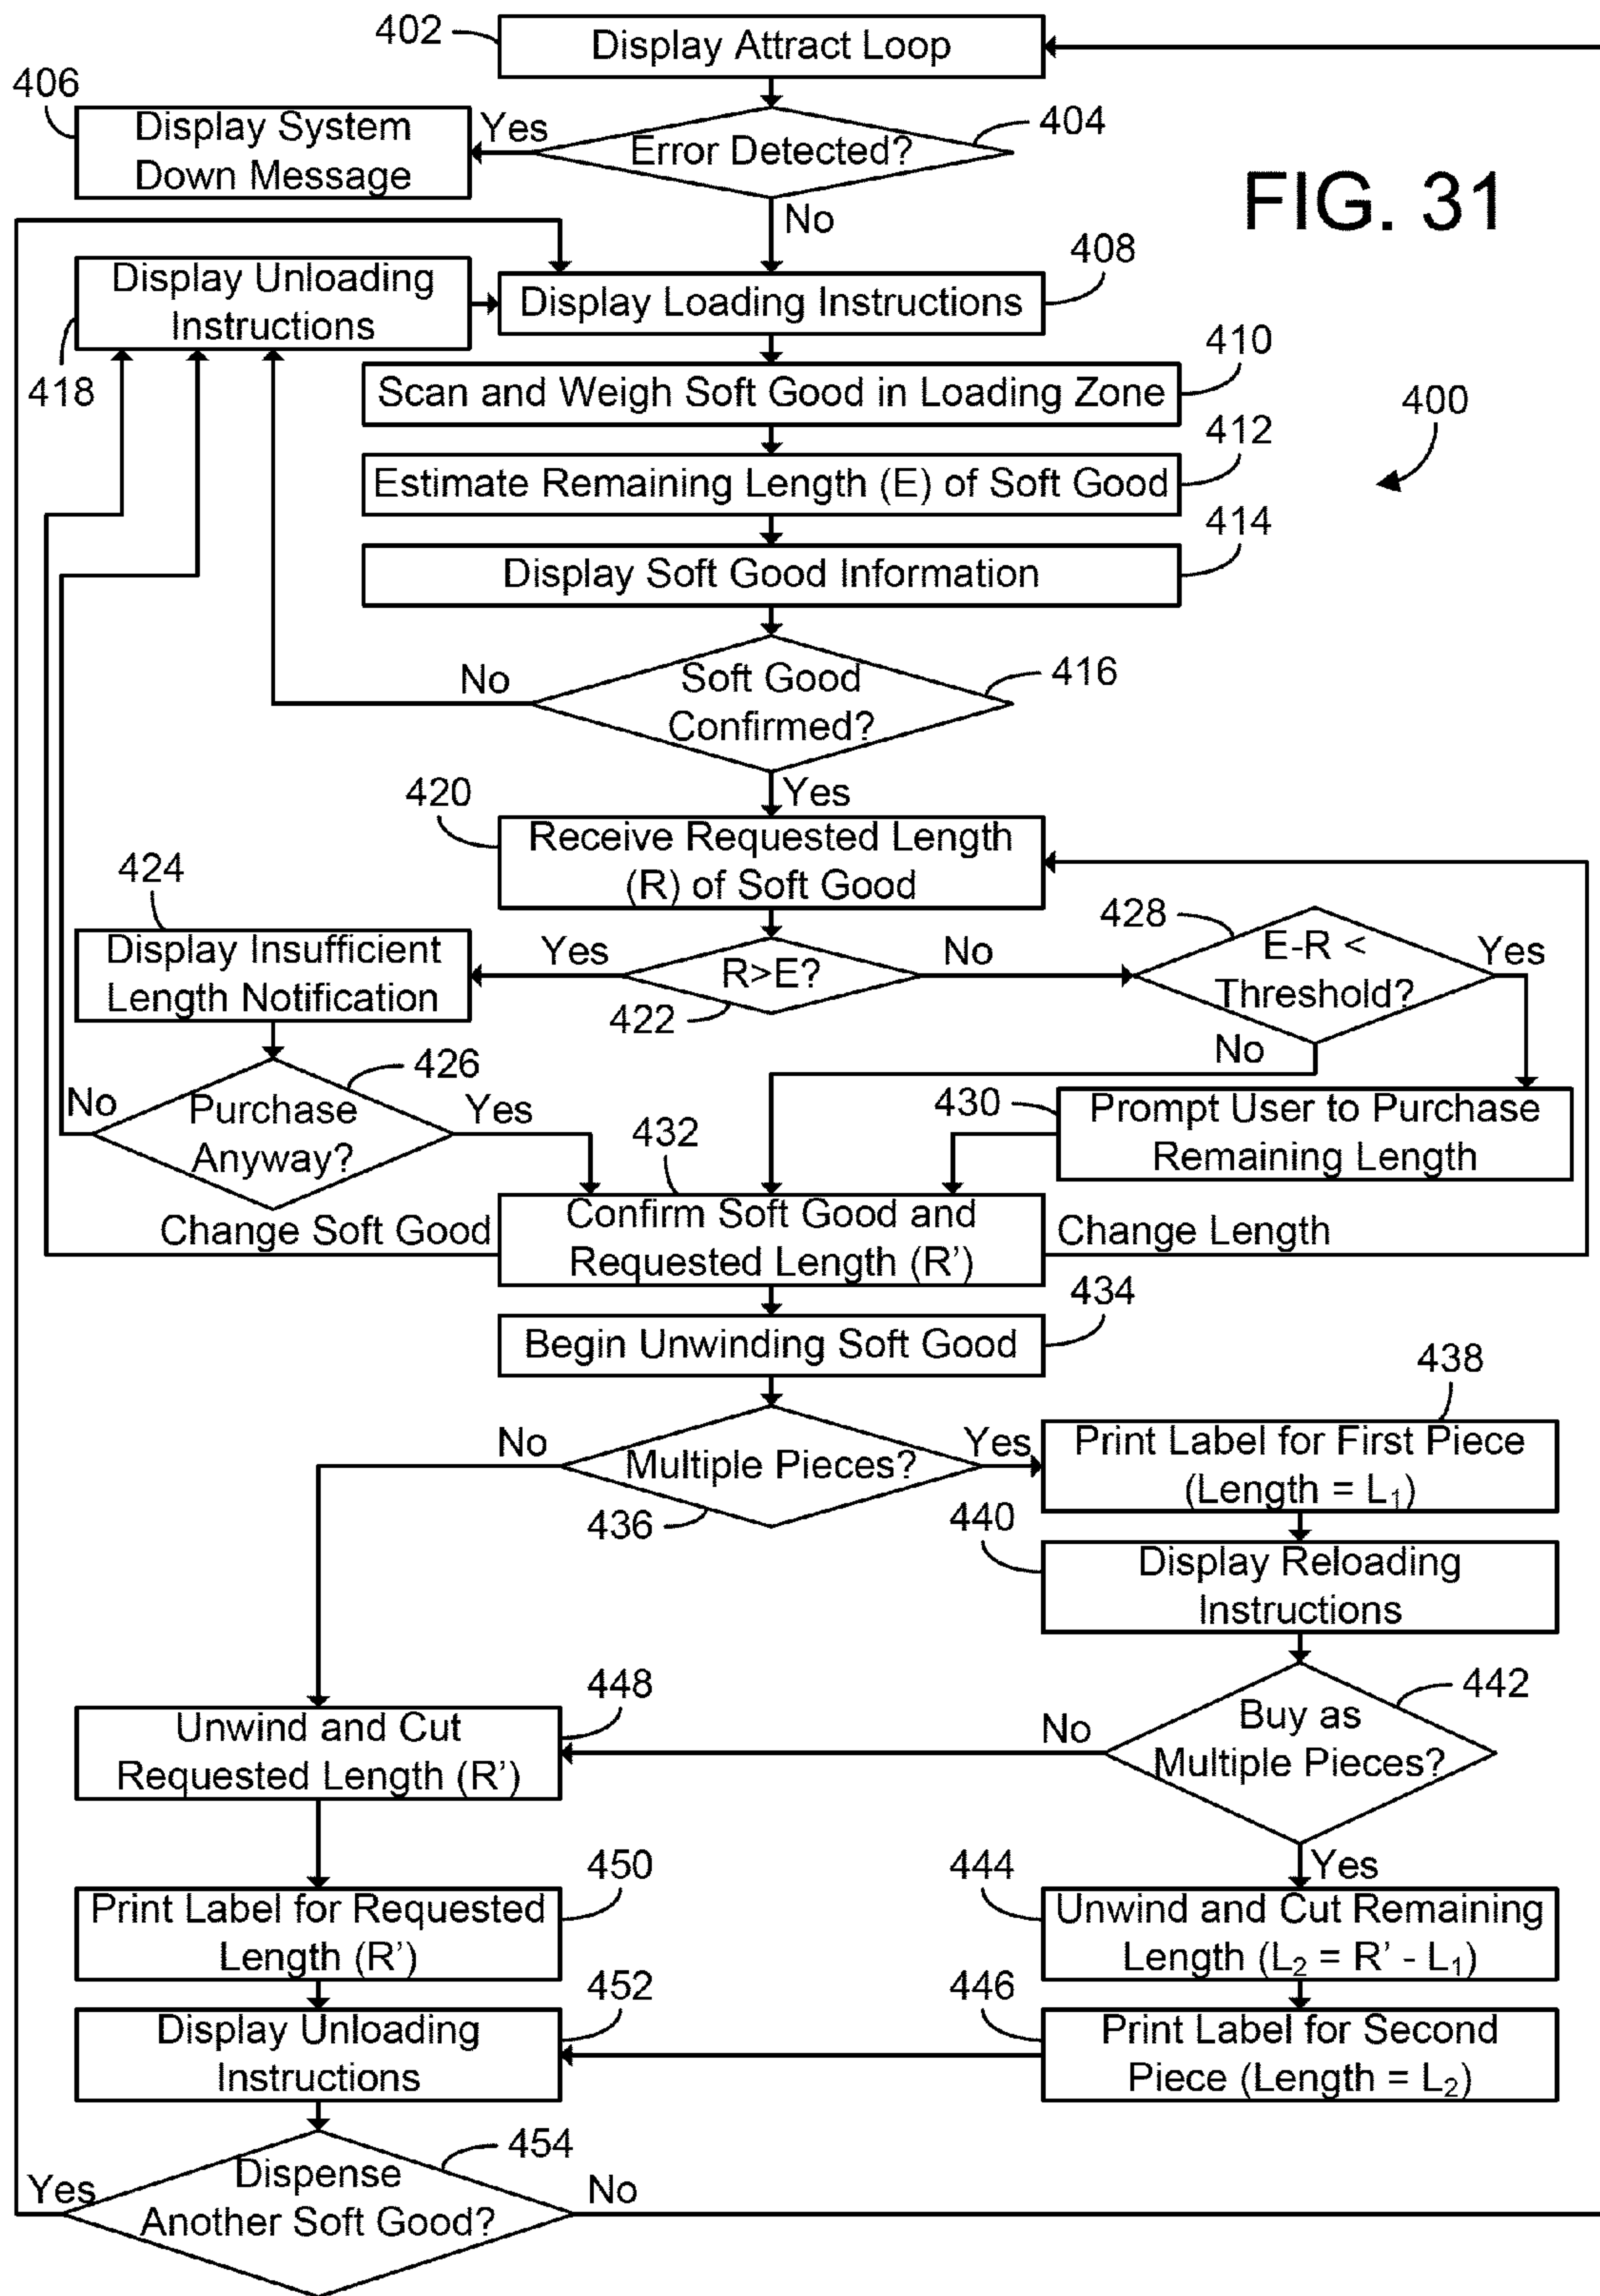 402
Display Attract Loop
406
Display System
Down Message
Yes
Error Detected?
404
FIG. 31
No
Display Unloading
Instructions
418
Display Loading Instructions
408
Scan and Weigh Soft Good in Loading Zone
410
400
Estimate Remaining Length (E) of Soft Good
412
Display Soft Good Information
414
No
Soft Good
Confirmed?
416
Yes
420
Receive Requested Length
(R) of Soft Good
424
Display Insufficient
Length Notification
Yes
R>E?
422
No
428
E-R <
Threshold?
Yes
No
No
Purchase
Anyway?
426
Yes
430
Prompt User to Purchase
Remaining Length
432
Change Soft Good
Confirm Soft Good and
Requested Length (R’)
Change Length
434
Begin Unwinding Soft Good
438
No
Multiple Pieces?
436
Yes
Print Label for First Piece
(Length = L₁)
440
Display Reloading
Instructions
448
Unwind and Cut
Requested Length (R’)
No
Buy as
Multiple Pieces?
442
Yes
450
Print Label for Requested
Length (R’)
444
Unwind and Cut Remaining
Length (L₂ = R’ - L₁)
452
Display Unloading
Instructions
446
Print Label for Second
Piece (Length = L₂)
454
Yes
Dispense
Another Soft Good?
No